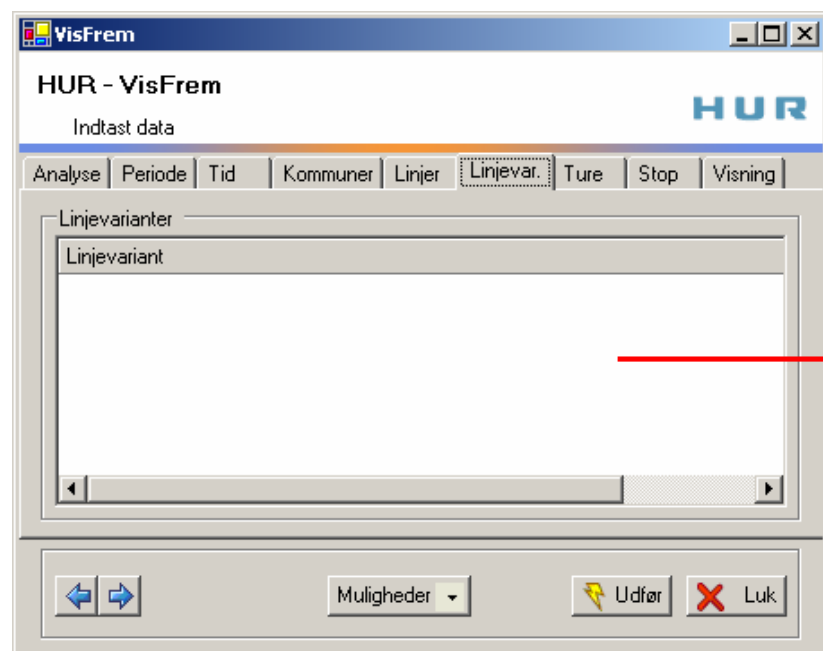 VisFrem
HUR - VisFrem
Indtast data
HUR
Analyse Periode Tid Kommuner Linjer Linjevar. Ture Stop Visning
Linjevarianter
Linjevariant
Muligheder Udfør Luk